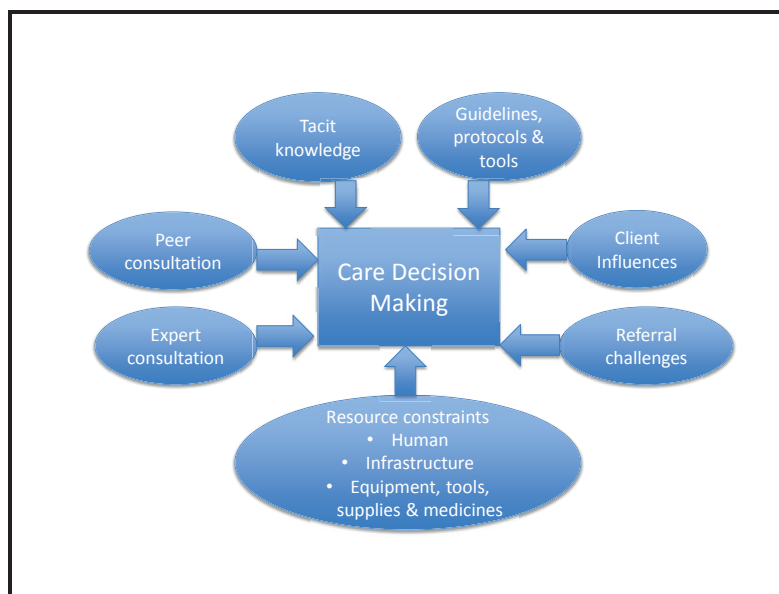 Tacit
knowledge
Guidelines,
protocols &
tools
Peer
consultation
Care Decision
Making
Client
Influences
Expert
consultation
Referral
challenges
Resource constraints
• Human
• Infrastructure
• Equipment, tools,
supplies & medicines